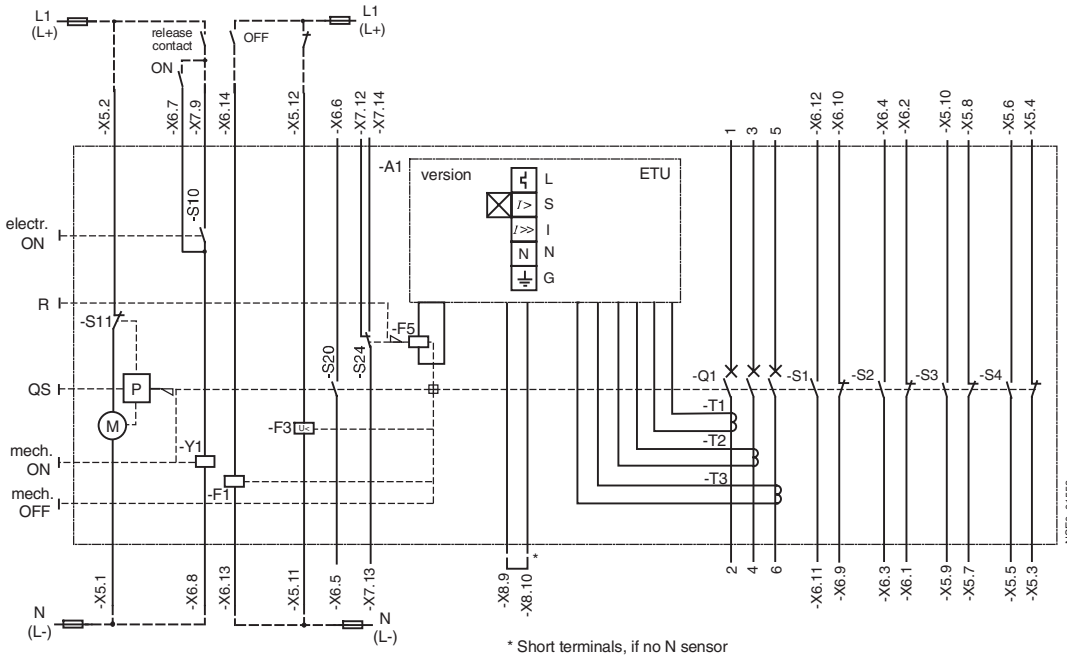 L1
(L+)
release
contact
ON
OFF
L1
(L+)
-X5.2
-X6.7
-X7.9
-X6.14
-X5.12
-X6.6
-X7.12
-X7.14
1
3
5
-X6.12
-X6.10
-X6.4
-X6.2
-X5.10
-X5.8
-X5.6
-X5.4
-A1
version
ETU
L
I>
S
I>>
I
N
N
G
-S10
electr.
ON
R
-S11
-F5
-S20
-S24
QS
P
-Q1
-S1
-S2
-S3
-S4
M
-F3
U<
-T1
-T2
-T3
mech.
ON
-Y1
-F1
mech.
OFF
*
-X5.1
-X6.8
-X6.13
-X5.11
-X6.5
-X7.13
-X8.9
-X8.10
2
4
6
-X6.11
-X6.9
-X6.3
-X6.1
-X5.9
-X5.7
-X5.5
-X5.3
N
(L-)
N
(L-)
* Short terminals, if no N sensor